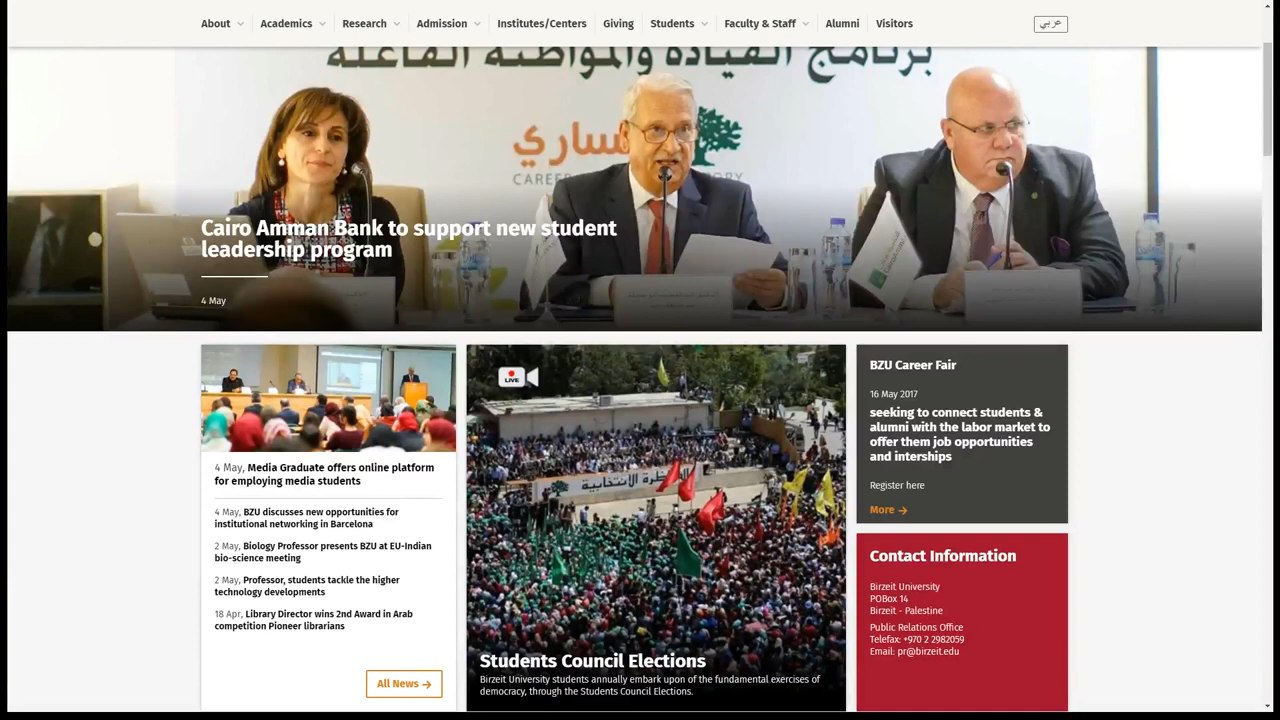 About
Academics
Research
Admission
Institutes/Centers
Giving
Students
Faculty & Staff
Alumni
Visitors
عربي
برنامج القيادة والمواطنة الفاعلة
مساري
Cairo Amman Bank to support new student
leadership program
4 May
4 May, Media Graduate offers online platform
for employing media students
4 May, BZU discusses new opportunities for
institutional networking in Barcelona
2 May, Biology Professor presents BZU at EU-Indian
bio-science meeting
2 May, Professor, students tackle the higher
technology developments
18 Apr, Library Director wins 2nd Award in Arab
competition Pioneer librarians
All News →
LIVE
Students Council Elections
Birzeit University students annually embark upon of the fundamental exercises of
democracy, through the Students Council Elections.
BZU Career Fair
16 May 2017
seeking to connect students &
alumni with the labor market to
offer them job opportunities
and interships
Register here
More →
Contact Information
Birzeit University
POBox 14
Birzeit - Palestine
Public Relations Office
Telefax: +970 2 2982059
Email: pr@birzeit.edu